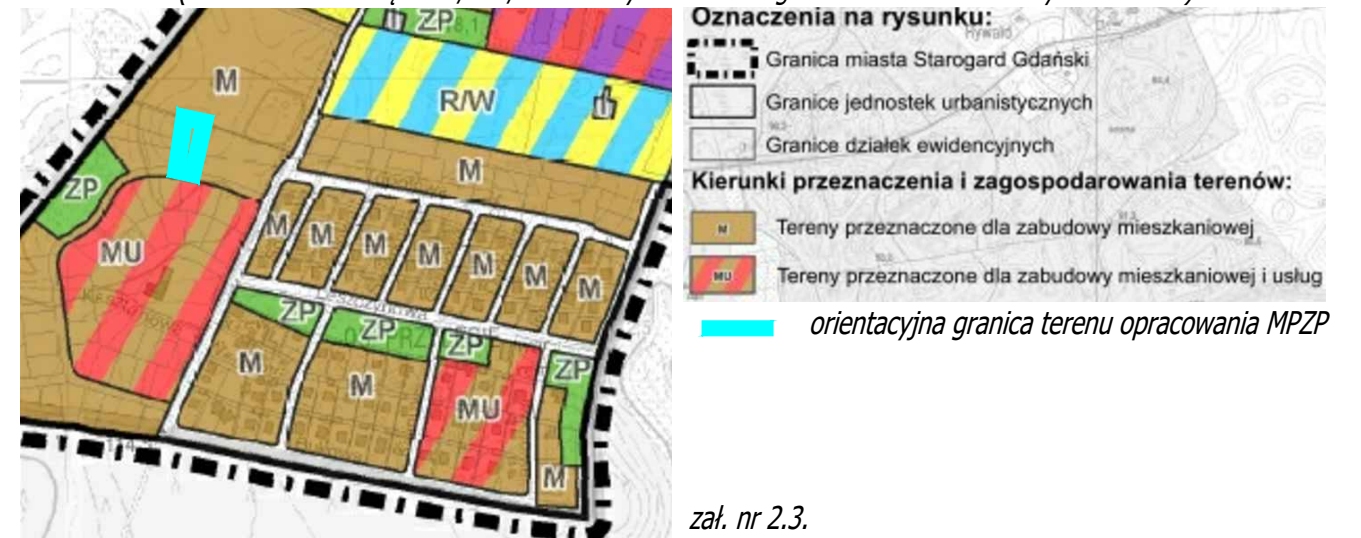 ZP
M
R/W
M
ZP
MU
M
M
M
M
M
M
M
ZP
ZP
ZP
ZP
M
M
MU
M
Oznaczenia na rysunku:
Granica miasta Starogard Gdański
Granice jednostek urbanistycznych
Granice działek ewidencyjnych
Kierunki przeznaczenia i zagospodarowania terenów:
M Tereny przeznaczone dla zabudowy mieszkaniowej
MU Tereny przeznaczone dla zabudowy mieszkaniowej i usług
orientacyjna granica terenu opracowania MPZP
zał. nr 2.3.